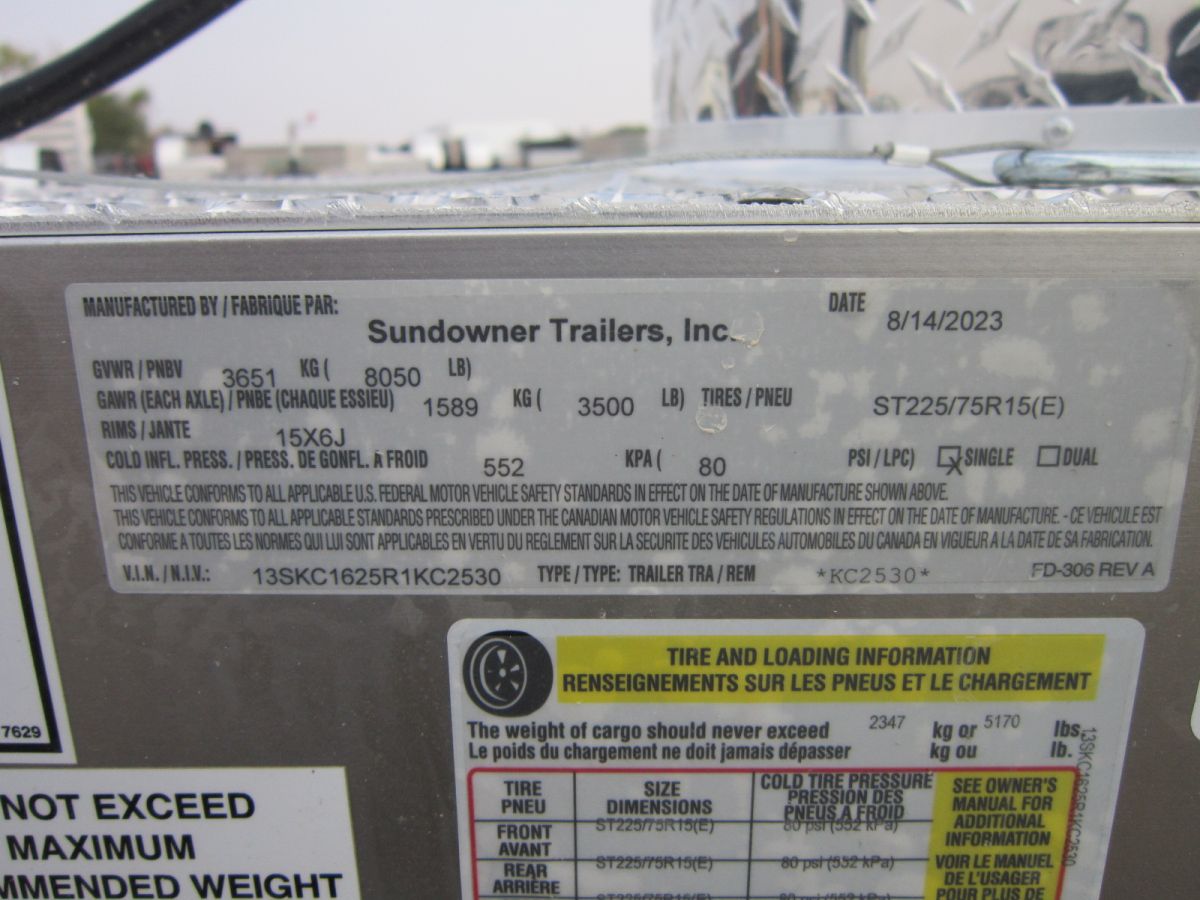 MANUFACTURED BY / FABRIQUE PAR: DATE
Sundowner Trailers, Inc. 8/14/2023
GVWR / PNBV 3651 KG ( 8050 LB)
GAWR (EACH AXLE) / PNBE (CHAQUE ESSIEU) 1589 KG ( 3500 LB) TIRES / PNEU ST225/75R15(E)
RIMS / JANTE 15X6J
COLD INFL. PRESS. / PRESS. DE GONFL. A FROID 552 KPA ( 80 PSI / LPC) X SINGLE DUAL
THIS VEHICLE CONFORMS TO ALL APPLICABLE U.S. FEDERAL MOTOR VEHICLE SAFETY STANDARDS IN EFFECT ON THE DATE OF MANUFACTURE SHOWN ABOVE.
THIS VEHICLE CONFORMS TO ALL APPLICABLE STANDARDS PRESCRIBED UNDER THE CANADIAN MOTOR VEHICLE SAFETY REGULATIONS IN EFFECT ON THE DATE OF MANUFACTURE. - CE VEHICULE EST
CONFORME A TOUTES LES NORMES QUI LUI SONT APPLICABLES EN VERTU DU REGLEMENT SUR LA SECURITE DES VEHICULES AUTOMOBILES DU CANADA EN VIGUEUR A LA DATE DE SA FABRICATION.
V.I.N. / N.I.V.: 13SKC1625R1KC2530 TYPE / TYPE: TRAILER TRA / REM *KC2530* FD-306 REV A
TIRE AND LOADING INFORMATION
RENSEIGNEMENTS SUR LES PNEUS ET LE CHARGEMENT
The weight of cargo should never exceed 2347 kg or 5170 lbs.
Le poids du chargement ne doit jamais dépasser kg ou lb.
13SKC1625R1KC2530
TIRE
PNEU
SIZE
DIMENSIONS
COLD TIRE PRESSURE
PRESSION DES
PNEUS A FROID
SEE OWNER'S
MANUAL FOR
ADDITIONAL
INFORMATION
FRONT
AVANT
ST225/75R15(E)
80 psi (552 kPa)
REAR
ARRIÈRE
ST225/75R15(E)
80 psi (552 kPa)
VOIR LE MANUEL
DE L'USAGER
POUR PLUS DE
7629
NOT EXCEED
MAXIMUM
MMENDED WEIGHT